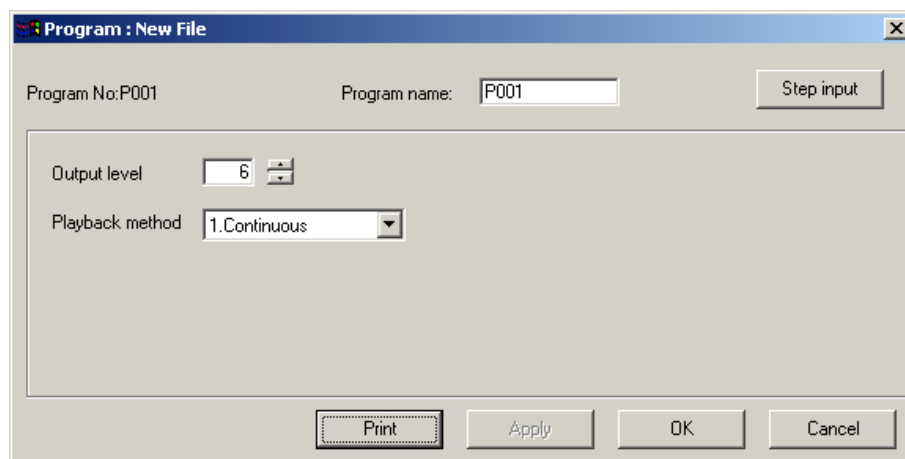 Program : New File
Program No:P001 Program name: P001 Step input
Output level 6
Playback method 1.Continuous
Print Apply OK Cancel